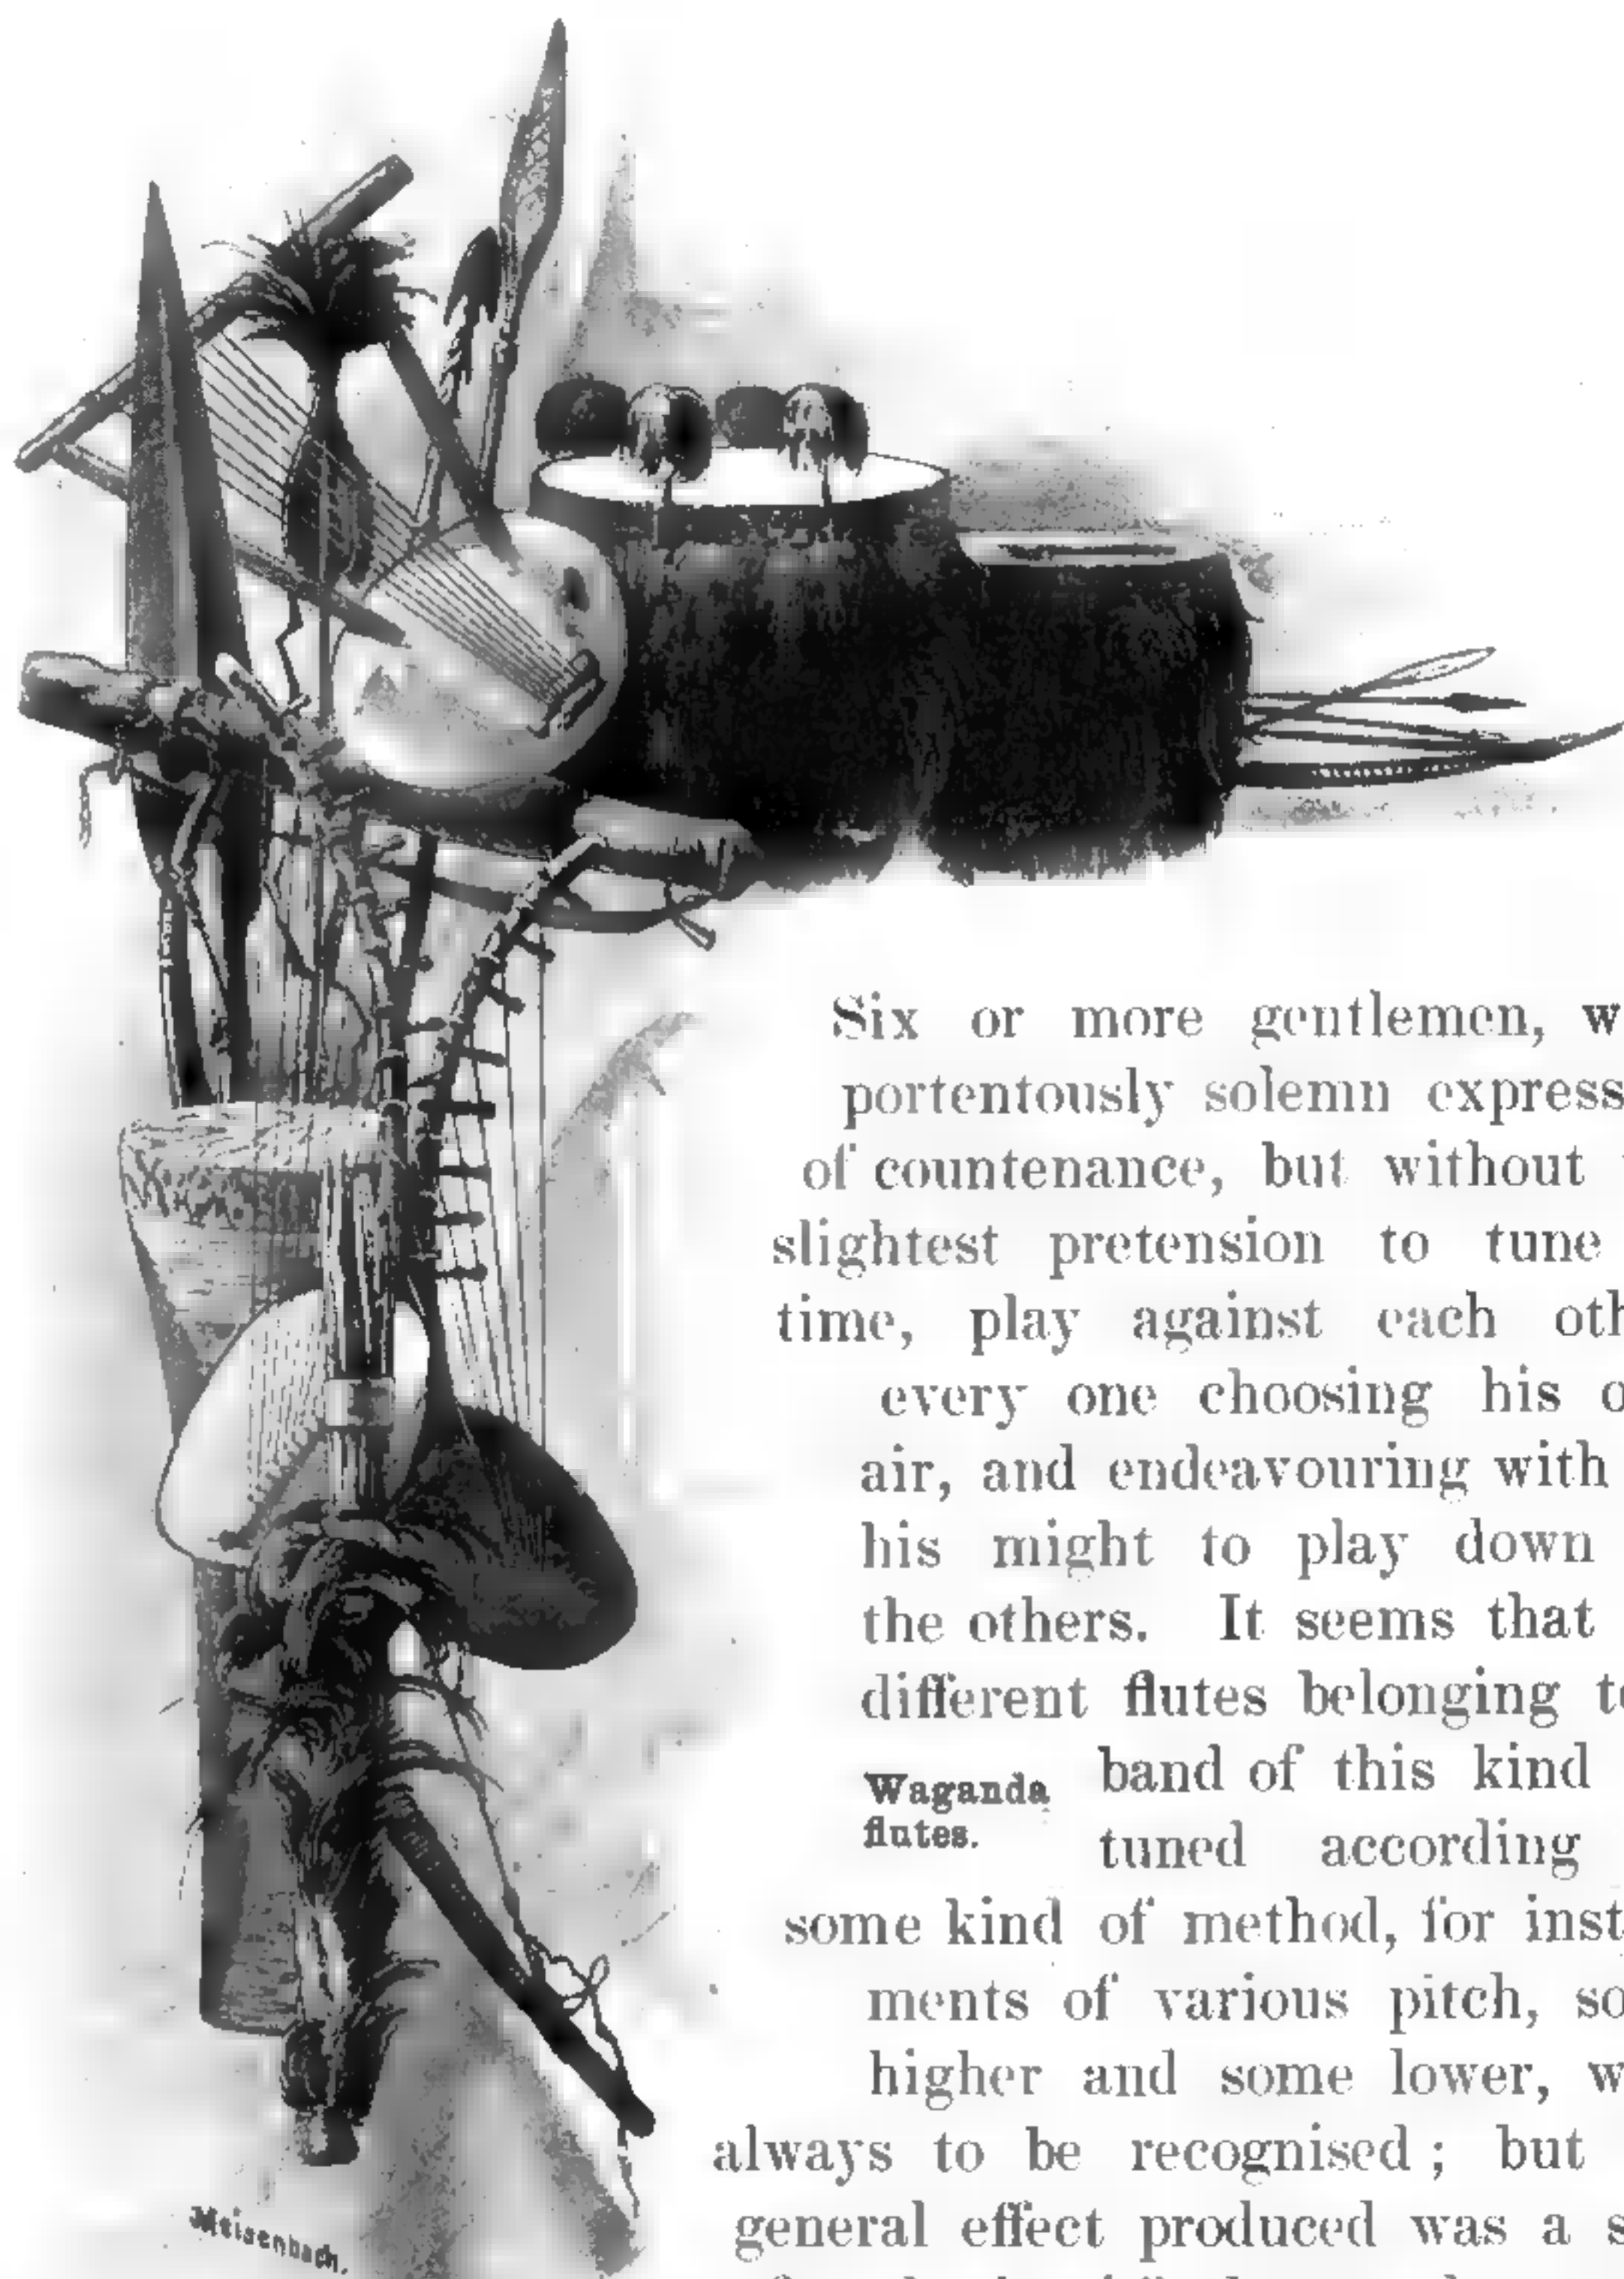 Six or more gentlemen, w
portentously solemn express
of countenance, but without
slightest pretension to tune
time, play against each oth
every one choosing his o
air, and endeavouring with
his might to play down
the others. It seems that
different flutes belonging to
Waganda
flutes.
band of this kind
tuned according
some kind of method, for inst
ments of various pitch, so
higher and some lower, w
always to be recognised; but
general effect produced was a s
Meisenbach.